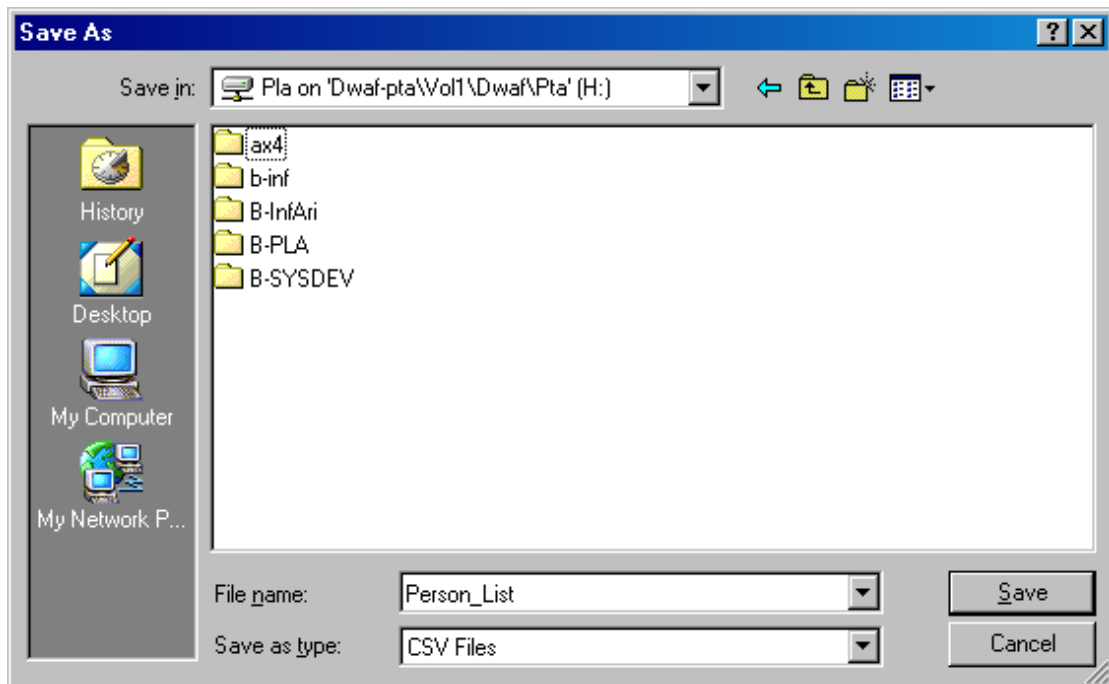 Save As
Save in: Pla on 'Dwaf-pta\Vol1\Dwaf\Pta' (H:)
History
Desktop
My Computer
My Network P...
ax4
b-inf
B-InfAri
B-PLA
B-SYSDEV
File name: Person_List Save
Save as type: CSV Files Cancel